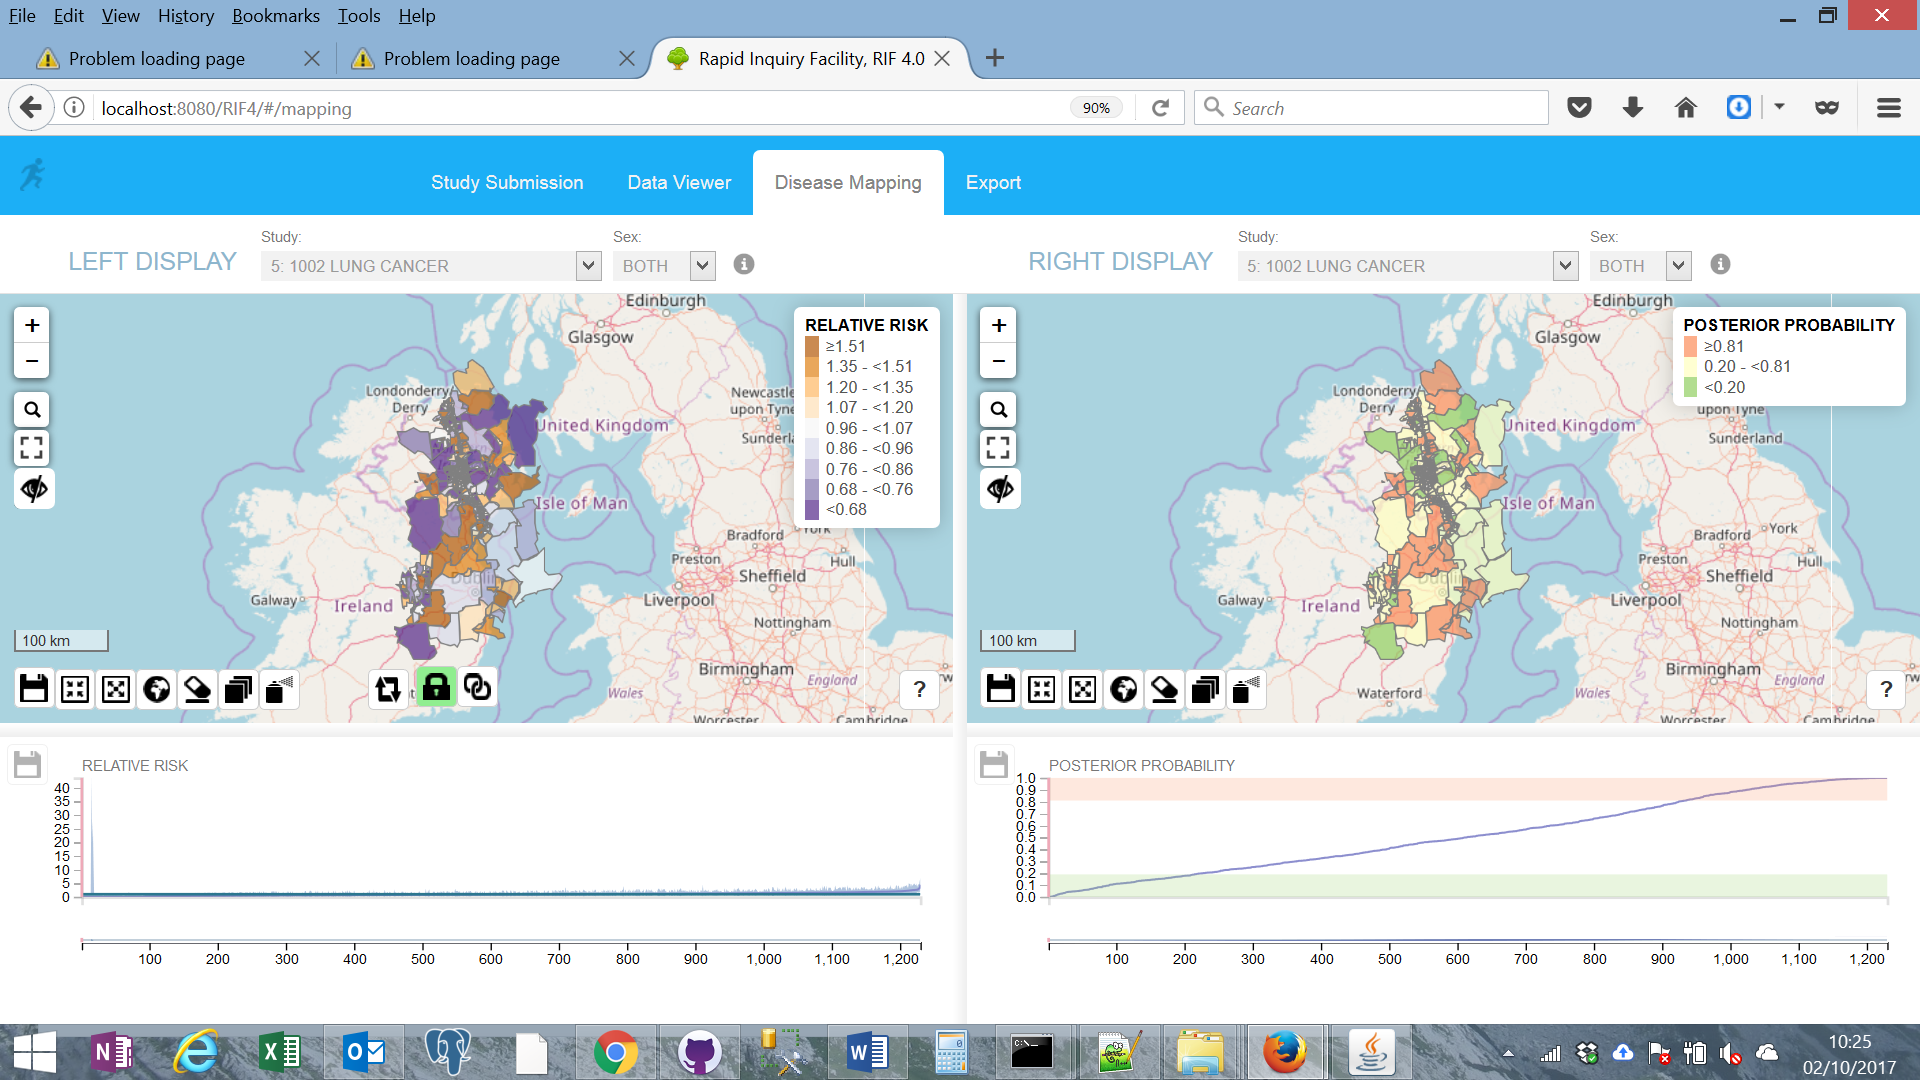 File Edit View History Bookmarks Tools Help
Problem loading page
Problem loading page
Rapid Inquiry Facility, RIF 4.0
localhost:8080/RIF4/#/mapping
90%
Search
Study Submission
Data Viewer
Disease Mapping
Export
LEFT DISPLAY
Study:
5: 1002 LUNG CANCER
Sex:
BOTH
RIGHT DISPLAY
Study:
5: 1002 LUNG CANCER
Sex:
BOTH
+
−
RELATIVE RISK
≥1.51
1.35 - <1.51
1.20 - <1.35
1.07 - <1.20
0.96 - <1.07
0.86 - <0.96
0.76 - <0.86
0.68 - <0.76
<0.68
Edinburgh
Glasgow
Londonderry/
Derry
Newcastle
upon Tyne
United Kingdom
Isle of Man
York
Bradford
Preston
Hull
Sheffield
Dublin
Galway
Ireland
Liverpool
Nottingham
Birmingham
England
Wales
Worcester
Cambridge
100 km
?
+
−
POSTERIOR PROBABILITY
≥0.81
0.20 - <0.81
<0.20
Edinburgh
Glasgow
Londonderry/
Derry
upon Tyne
Sunderland
United Kingdom
Isle of Man
York
Bradford
Preston
Hull
Sheffield
Dublin
Galway
Ireland
Liverpool
Nottingham
Birmingham
England
Waterford
Wales
Worcester
Cambridge
100 km
?
RELATIVE RISK
40
35
30
25
20
15
10
5
0
100 200 300 400 500 600 700 800 900 1,000 1,100 1,200
POSTERIOR PROBABILITY
1.0
0.9
0.8
0.7
0.6
0.5
0.4
0.3
0.2
0.1
0.0
100 200 300 400 500 600 700 800 900 1,000 1,100 1,200
10:25
02/10/2017